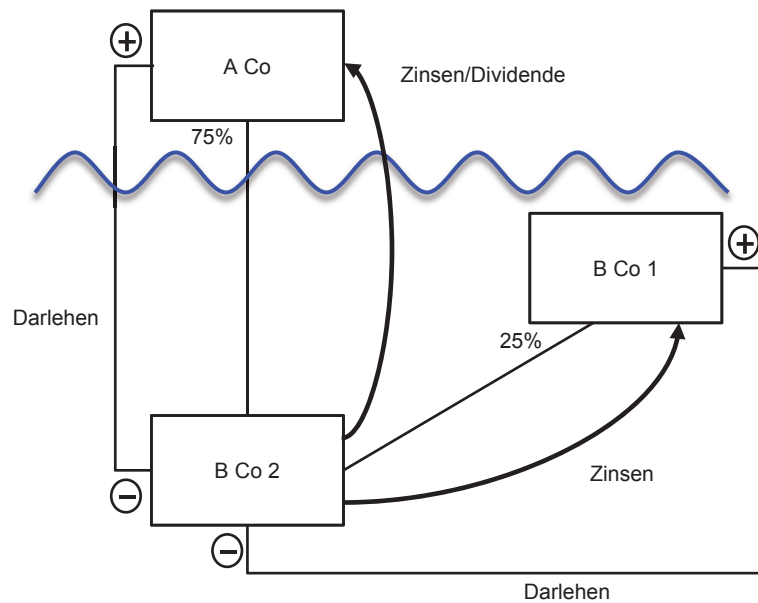 +
A Co
Zinsen/Dividende
75%
+
B Co 1
Darlehen
25%
B Co 2
Zinsen
−
−
Darlehen